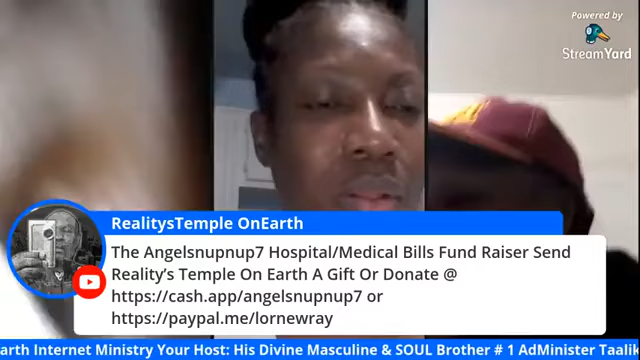 Powered by
StreamYard
RealitysTemple OnEarth
The Angelsnupnup7 Hospital/Medical Bills Fund Raiser Send
Reality's Temple On Earth A Gift Or Donate @
https://cash.app/angelsnupnup7 or
https://paypal.me/lornewray
arth Internet Ministry Your Host: His Divine Masculine & SOUL Brother # 1 AdMinister Taalik